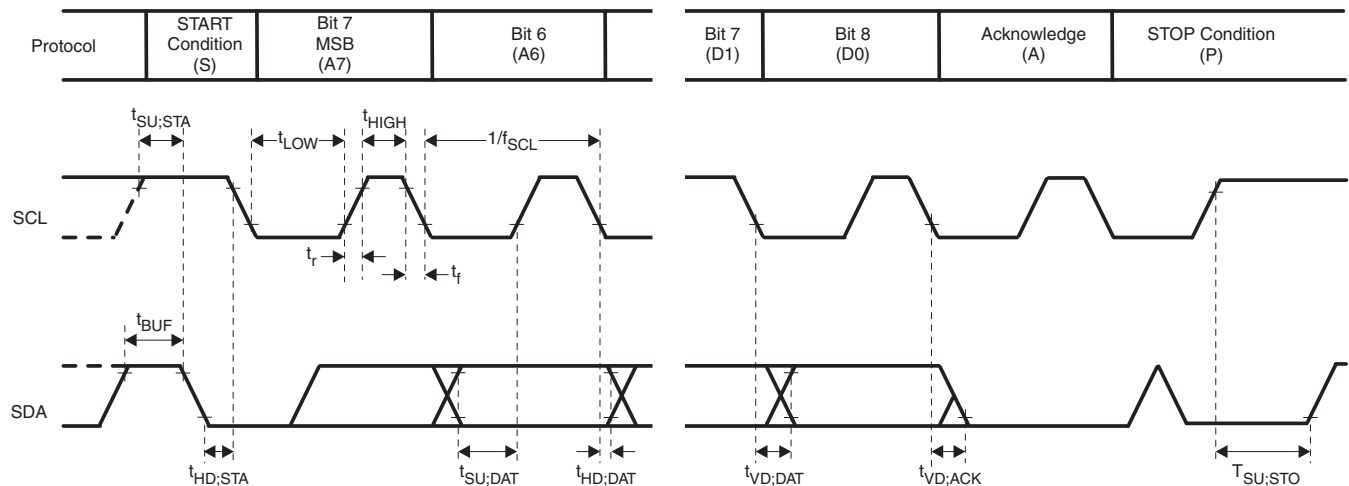 Protocol
START
Condition
(S)
Bit 7
MSB
(A7)
Bit 6
(A6)
Bit 7
(D1)
Bit 8
(D0)
Acknowledge
(A)
STOP Condition
(P)
tSU;STA
tLOW
tHIGH
1/fSCL
SCL
tr
tf
tBUF
SDA
tHD;STA
tSU;DAT
tHD;DAT
tVD;DAT
tVD;ACK
TSU;STO